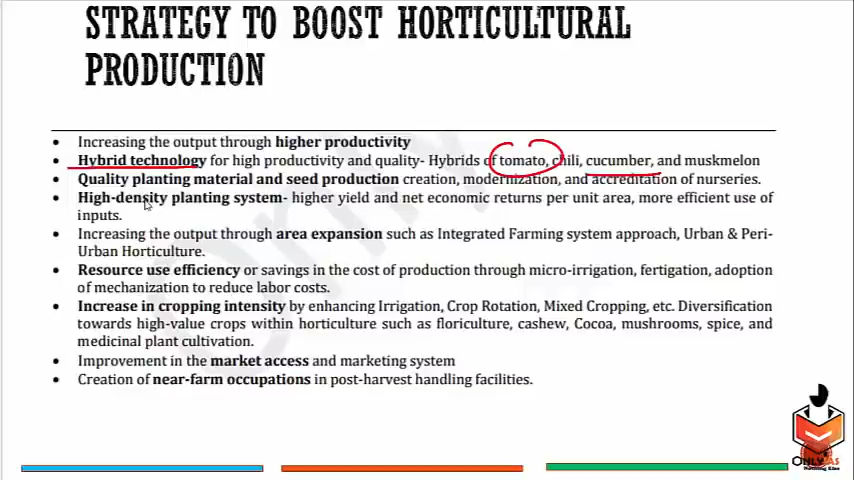 STRATEGY TO BOOST HORTICULTURAL
PRODUCTION
• Increasing the output through higher productivity
• Hybrid technology for high productivity and quality- Hybrids of tomato, chili, cucumber, and muskmelon
• Quality planting material and seed production creation, modernization, and accreditation of nurseries.
• High-density planting system- higher yield and net economic returns per unit area, more efficient use of
inputs.
• Increasing the output through area expansion such as Integrated Farming system approach, Urban & Peri-
Urban Horticulture.
• Resource use efficiency or savings in the cost of production through micro-irrigation, fertigation, adoption
of mechanization to reduce labor costs.
• Increase in cropping intensity by enhancing Irrigation, Crop Rotation, Mixed Cropping, etc. Diversification
towards high-value crops within horticulture such as floriculture, cashew, Cocoa, mushrooms, spice, and
medicinal plant cultivation.
• Improvement in the market access and marketing system
• Creation of near-farm occupations in post-harvest handling facilities.
ONLY IAS
Nothing Else